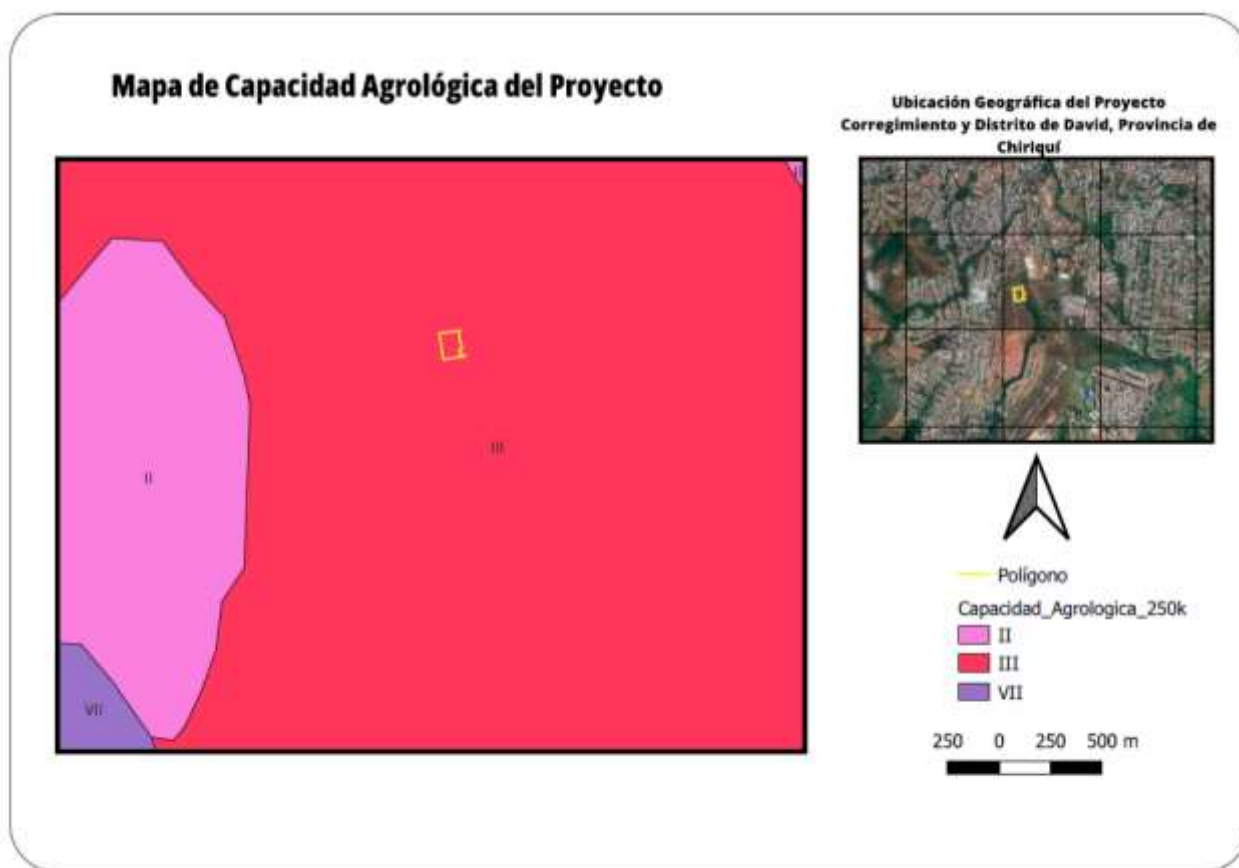 Mapa de Capacidad Agrológica del Proyecto
Ubicación Geográfica del Proyecto
Corregimiento y Distrito de David, Provincia de
Chiriquí
II
II
III
VII
Polígono
Capacidad_Agrologica_250k
II
III
VII
250 0 250 500 m